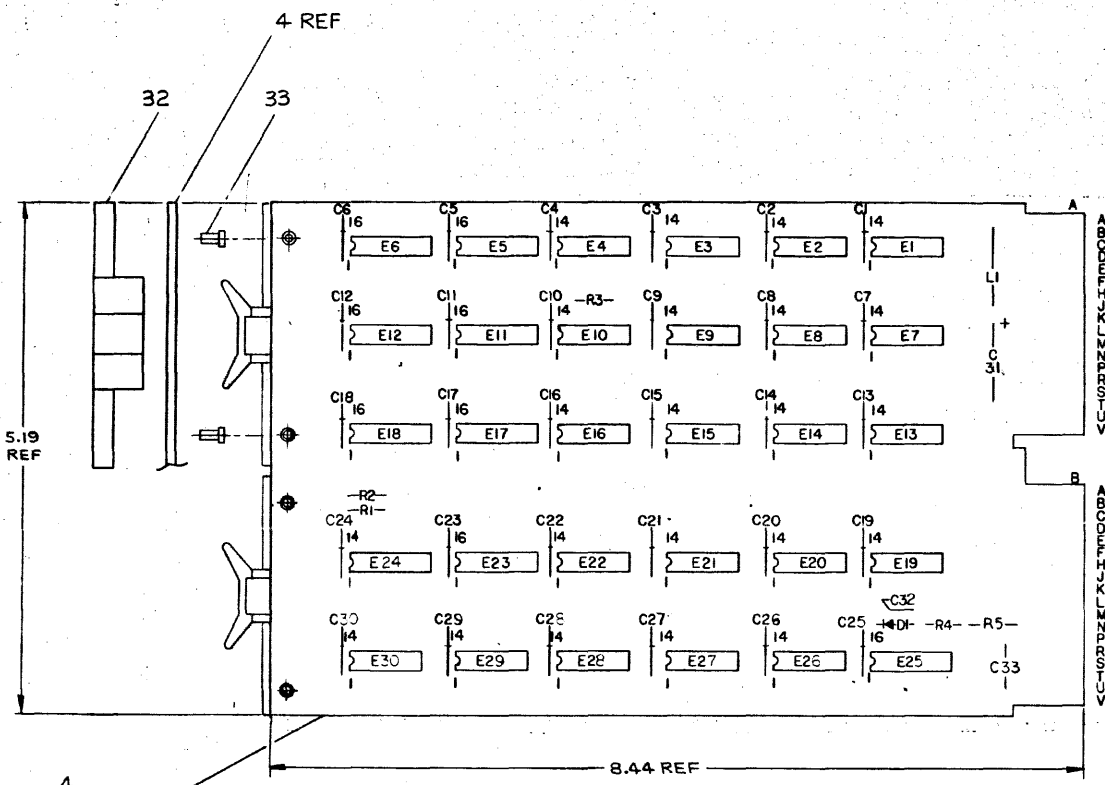 4 REF
32 33
A
C6 C5 C4 C3 C2 C1
16 16 14 14 14 14
E6 E5 E4 E3 E2 E1
L1
C12 C11 C10 -R3- C9 C8 C7
16 16 14 14 14 14
E12 E11 E10 E9 E8 E7
+
C
31
C18 C17 C16 C15 C14 C13
16 16 14 14 14 14
E18 E17 E16 E15 E14 E13
A
B
C
D
E
F
H
J
K
L
M
N
P
R
S
T
U
V
5.19
REF
B
-R2-
-R1-
C24 C23 C22 C21 C20 C19
14 16 14 14 14 14
E24 E23 E22 E21 E20 E19
C32
C30 C29 C28 C27 C26 C25 D1 -R4- -R5-
14 14 14 14 14 16
E30 E29 E28 E27 E26 E25
C33
A
B
C
D
E
F
H
J
K
L
M
N
P
R
S
T
U
V
8.44 REF
4